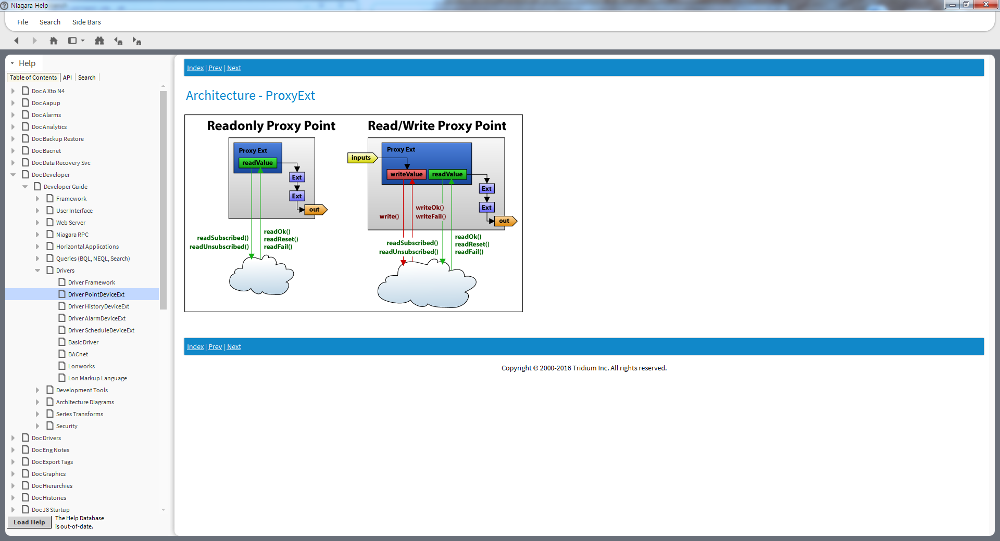 Niagara Help
File Search Side Bars
Help
Table of Contents API Search
Doc A Xto N4
Doc Aapup
Doc Alarms
Doc Analytics
Doc Backup Restore
Doc Bacnet
Doc Data Recovery Svc
Doc Developer
Developer Guide
Framework
User Interface
Web Server
Niagara RPC
Horizontal Applications
Queries (BQL, NEQL, Search)
Drivers
Driver Framework
Driver PointDeviceExt
Driver HistoryDeviceExt
Driver AlarmDeviceExt
Driver ScheduleDeviceExt
Basic Driver
BACnet
Lonworks
Lon Markup Language
Development Tools
Architecture Diagrams
Series Transforms
Security
Doc Drivers
Doc Eng Notes
Doc Export Tags
Doc Graphics
Doc Hierarchies
Doc Histories
Doc J8 Startup
Load Help
The Help Database
is out-of-date.
Index | Prev | Next
Architecture - ProxyExt
Readonly Proxy Point
Proxy Ext
readValue
Ext
Ext
out
readSubscribed()
readUnsubscribed()
readOk()
readReset()
readFail()
Read/Write Proxy Point
inputs
Proxy Ext
writeValue
readValue
Ext
Ext
out
write()
writeOk()
writeFail()
readSubscribed()
readUnsubscribed()
readOk()
readReset()
readFail()
Index | Prev | Next
Copyright © 2000-2016 Tridium Inc. All rights reserved.